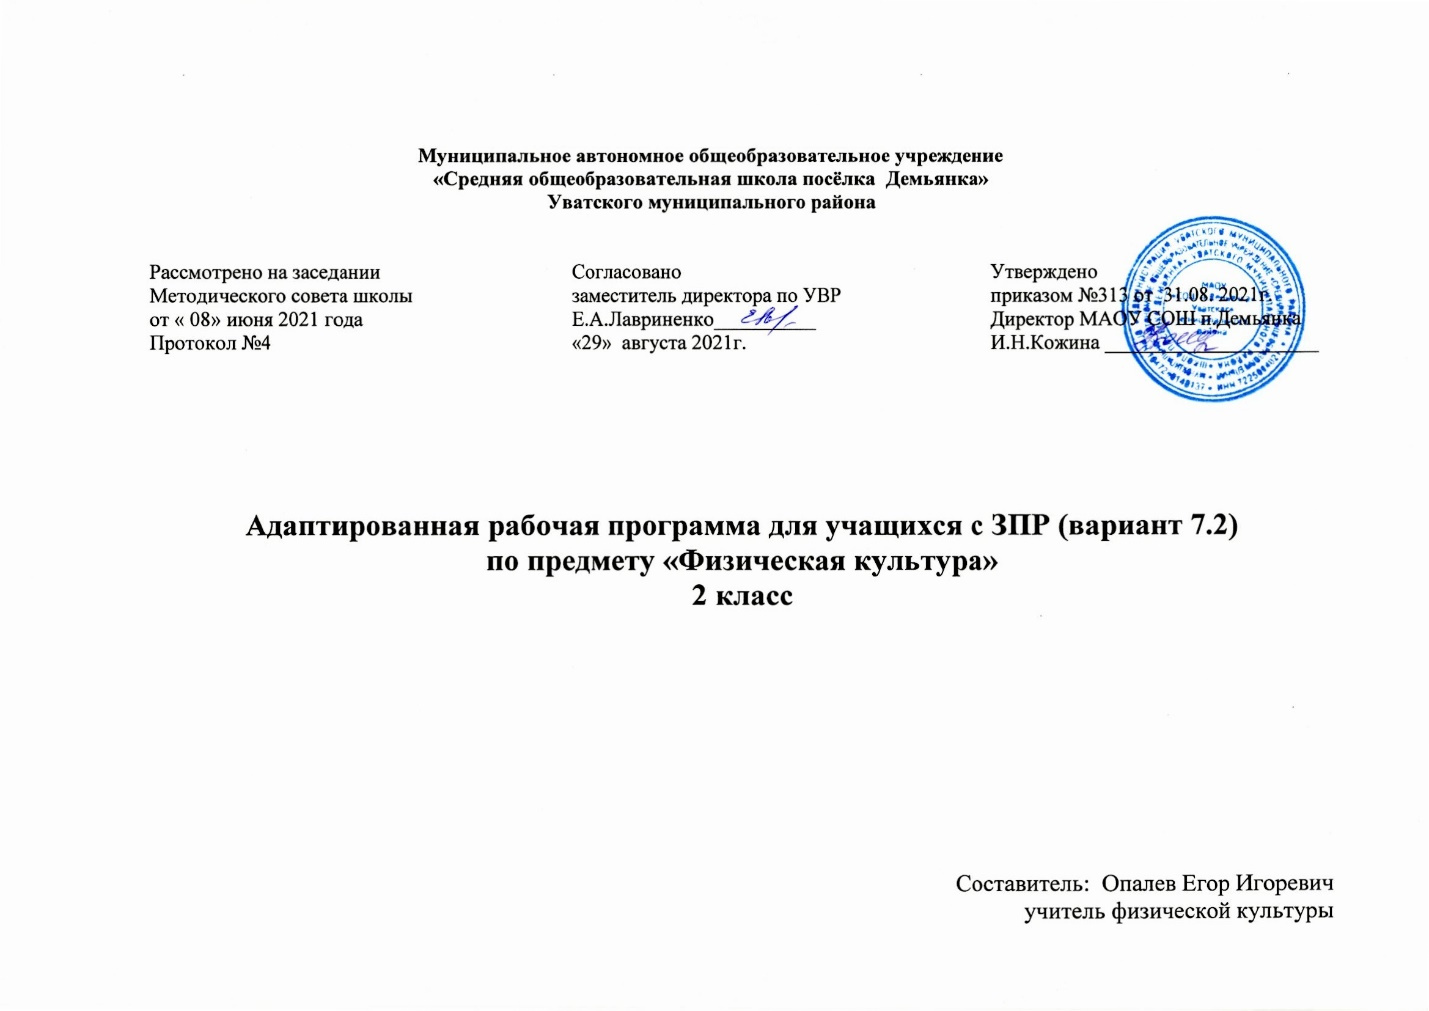 Муниципальное автономное общеобразовательное учреждение
«Средняя общеобразовательная школа посёлка  Демьянка»
Уватского муниципального района
Рассмотрено на заседании
Методического совета школы
от « 08» июня 2021 года
Протокол №4
Согласовано
заместитель директора по УВР
Е.А.Лавриненко__________
«29»  августа 2021г.
Утверждено
приказом №313 от  31.08. 2021г.
Директор МАОУ СОШ п.Демьянка
И.Н.Кожина _____________________
Адаптированная рабочая программа для учащихся с ЗПР (вариант 7.2)
по предмету «Физическая культура»
2 класс
Составитель:  Опалев Егор Игоревич
учитель физической культуры